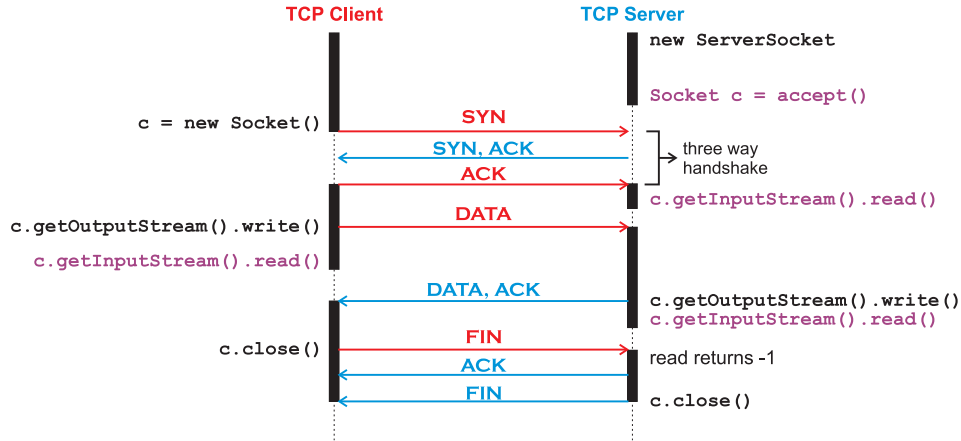 TCP Client
TCP Server
new ServerSocket
Socket c = accept()
c = new Socket()
SYN
SYN, ACK
three way
handshake
ACK
c.getInputStream().read()
DATA
c.getOutputStream().write()
c.getInputStream().read()
DATA, ACK
c.getOutputStream().write()
c.getInputStream().read()
FIN
c.close()
read returns -1
ACK
FIN
c.close()